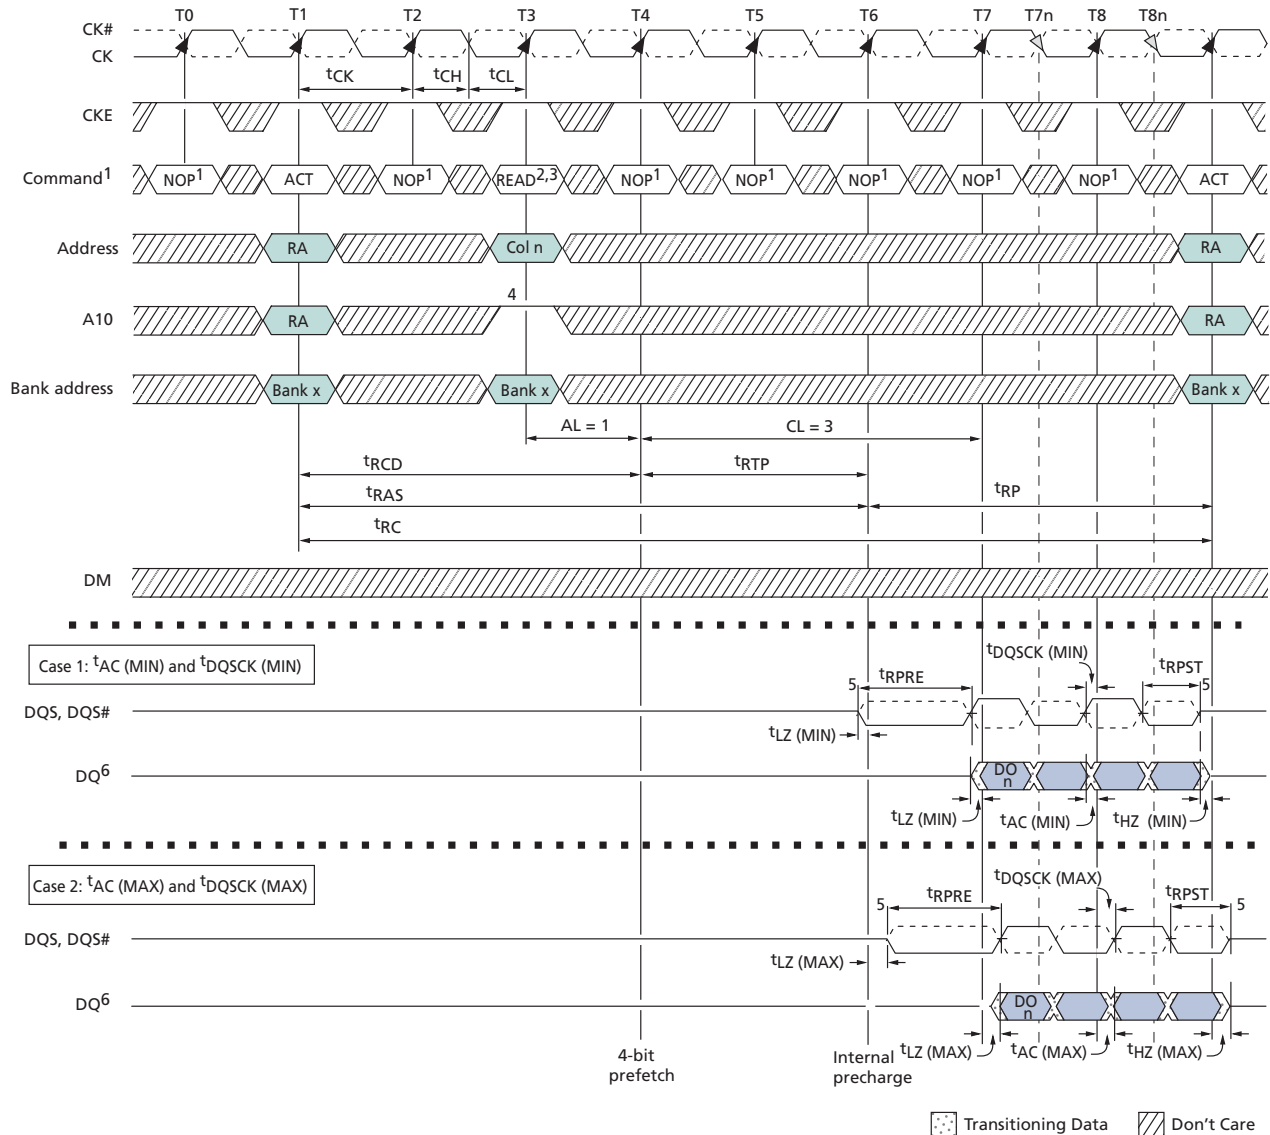 T0 T1 T2 T3 T4 T5 T6 T7 T7n T8 T8n
CK#
CK
tCK tCH tCL
CKE
Command1 NOP1 ACT NOP1 READ2,3 NOP1 NOP1 NOP1 NOP1 NOP1 ACT
Address RA Col n RA
4
A10 RA RA
Bank address Bank x Bank x Bank x
AL = 1 CL = 3
tRCD tRTP
tRAS tRP
tRC
DM
Case 1: tAC (MIN) and tDQSCK (MIN)
tDQSCK (MIN)
5 tRPRE tRPST 5
DQS, DQS#
tLZ (MIN)
DQ6 DO
n
tLZ (MIN) tAC (MIN) tHZ (MIN)
Case 2: tAC (MAX) and tDQSCK (MAX)
tDQSCK (MAX)
5 tRPRE tRPST 5
DQS, DQS#
tLZ (MAX)
DQ6 DO
n
tLZ (MAX) tAC (MAX) tHZ (MAX)
4-bit
prefetch
Internal
precharge
Transitioning Data Don't Care